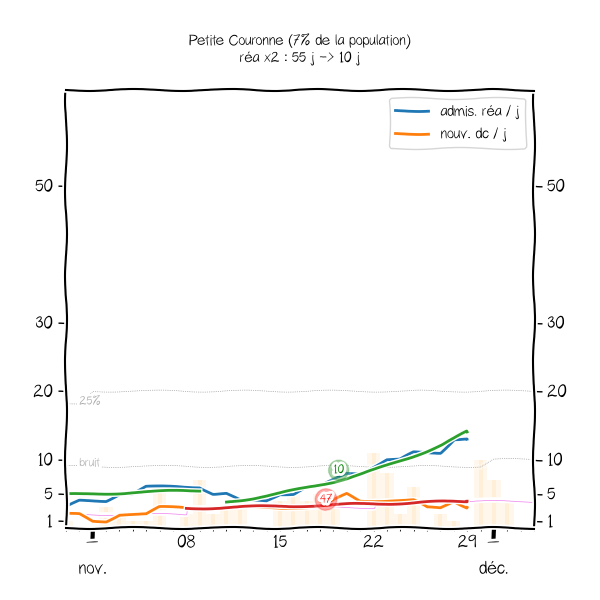 Petite Couronne (7% de la population)
réa x2 : 55 j -> 10 j
admis. réa / j
nouv. dc / j
50 50
30 30
20 20
25%
10 bruit 10
10
5 47 5
1 1
08 15 22 29
nov. déc.